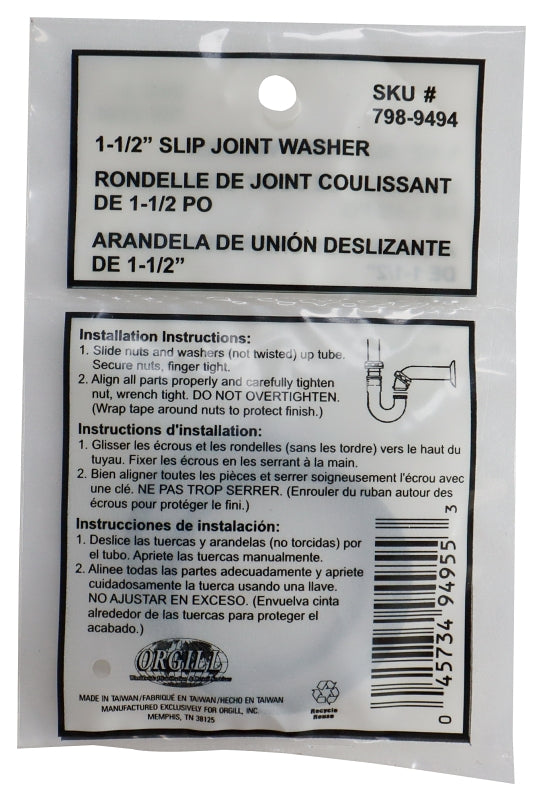 SKU #
798-9494
1-1/2” SLIP JOINT WASHER
RONDELLE DE JOINT COULISSANT
DE 1-1/2 PO
ARANDELA DE UNIÓN DESLIZANTE
DE 1-1/2”
Installation Instructions:
1. Slide nuts and washers (not twisted) up tube.
Secure nuts, finger tight.
2. Align all parts properly and carefully tighten
nut, wrench tight. DO NOT OVERTIGHTEN.
(Wrap tape around nuts to protect finish.)
Instructions d'installation:
1. Glisser les écrous et les rondelles (sans les tordre) vers le haut du
tuyau. Fixer les écrous en les serrant à la main.
2. Bien aligner toutes les pièces et serrer soigneusement l'écrou avec
une clé. NE PAS TROP SERRER. (Enrouler du ruban autour des
écrous pour protéger le fini.)
Instrucciones de instalación:
1. Deslice las tuercas y arandelas (no torcidas) por
el tubo. Apriete las tuercas manualmente.
2. Alinee todas las partes adecuadamente y apriete
cuidadosamente la tuerca usando una llave.
NO AJUSTAR EN EXCESO. (Envuelva cinta
alrededor de las tuercas para proteger el
acabado.)
ORGILL
MADE IN TAIWAN/FABRIQUÉ EN TAIWAN/HECHO EN TAIWAN
MANUFACTURED EXCLUSIVELY FOR ORGILL, INC.
MEMPHIS, TN 38125
Recycle
Reuse
0 45734 94955 3